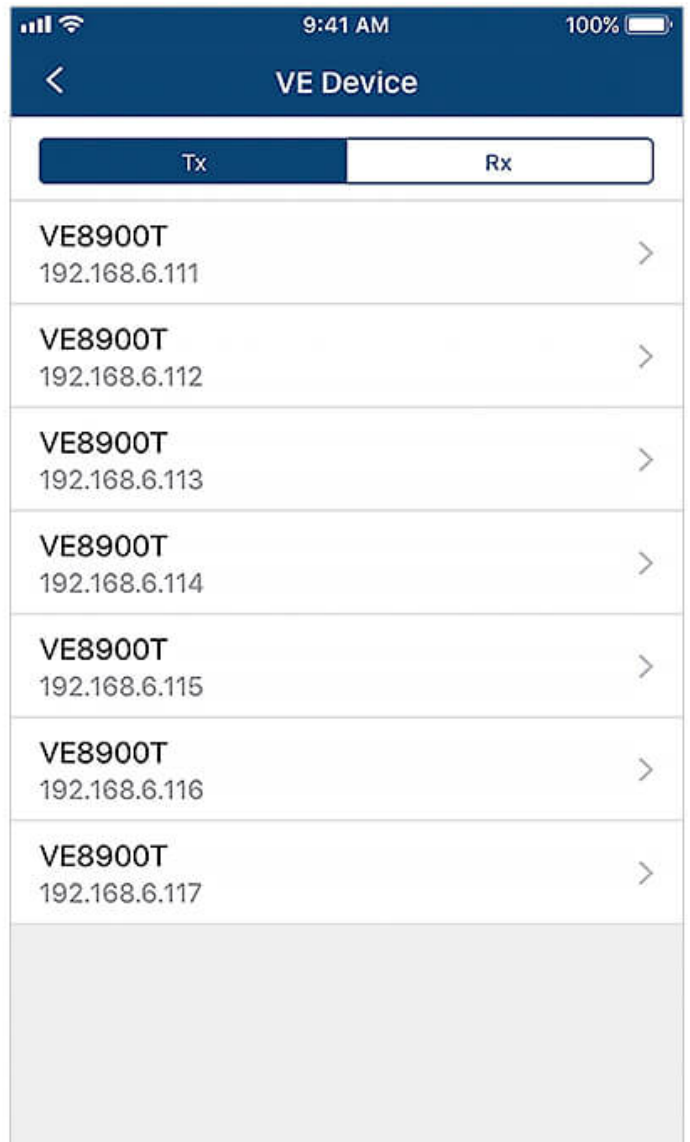 9:41 AM 100%
VE Device
Tx Rx
VE8900T
192.168.6.111
VE8900T
192.168.6.112
VE8900T
192.168.6.113
VE8900T
192.168.6.114
VE8900T
192.168.6.115
VE8900T
192.168.6.116
VE8900T
192.168.6.117